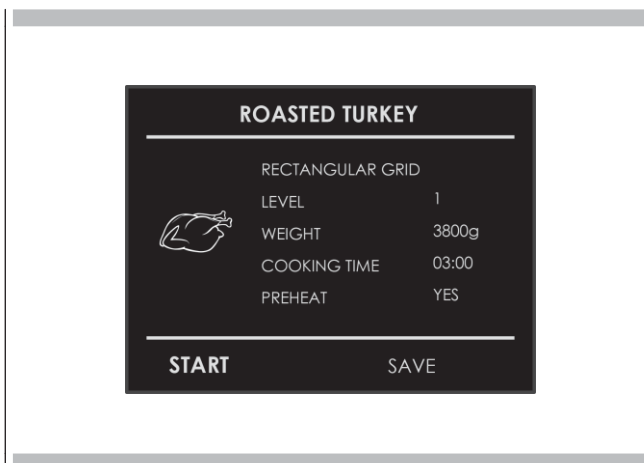 ROASTED TURKEY
RECTANGULAR GRID
LEVEL 1
WEIGHT 3800g
COOKING TIME 03:00
PREHEAT YES
START SAVE